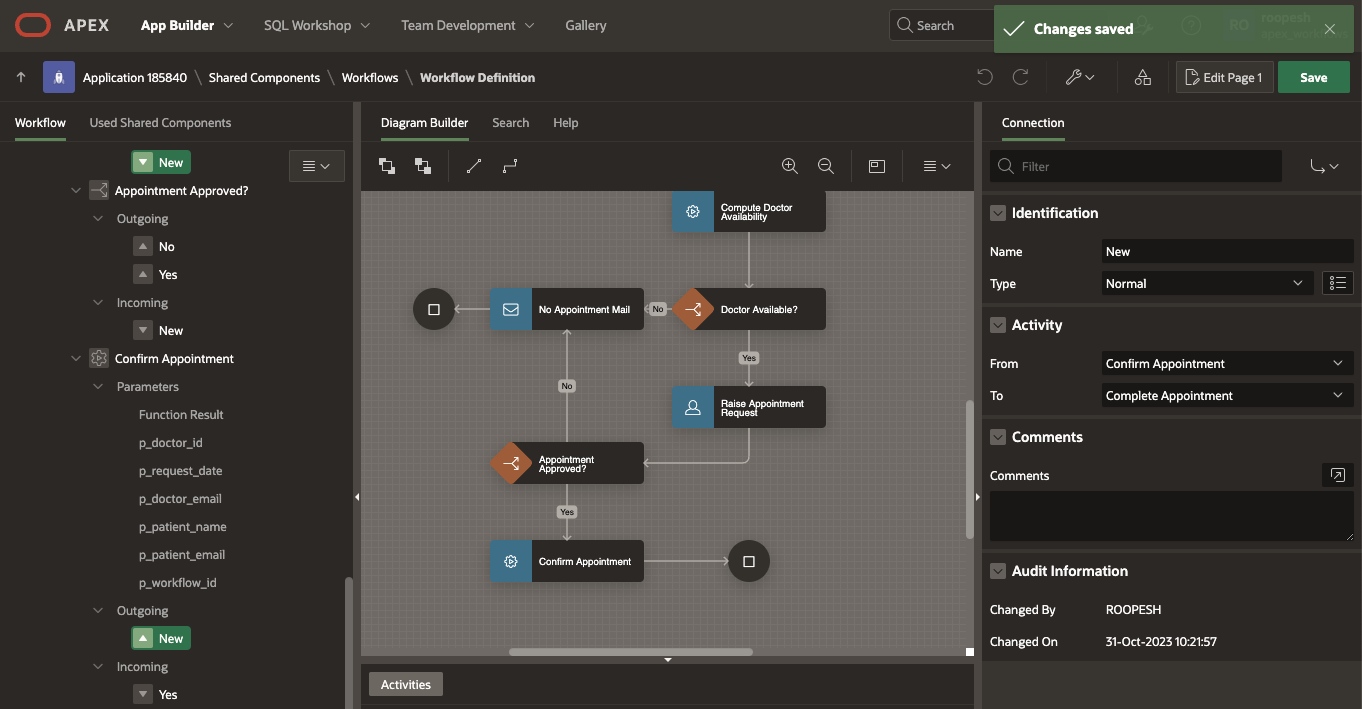 APEX
App Builder
SQL Workshop
Team Development
Gallery
Search
Changes saved
RO
roopesh
Application 185840 \ Shared Components \ Workflows \ Workflow Definition
Edit Page 1
Save
Workflow
Used Shared Components
New
Appointment Approved?
Outgoing
No
Yes
Incoming
New
Confirm Appointment
Parameters
Function Result
p_doctor_id
p_request_date
p_doctor_email
p_patient_name
p_patient_email
p_workflow_id
Outgoing
New
Incoming
Yes
Diagram Builder
Search
Help
Compute Doctor
Availability
No Appointment Mail
No
Doctor Available?
Yes
No
Raise Appointment
Request
Appointment
Approved?
Yes
Confirm Appointment
Activities
Connection
Filter
Identification
Name
New
Type
Normal
Activity
From
Confirm Appointment
To
Complete Appointment
Comments
Comments
Audit Information
Changed By
ROOPESH
Changed On
31-Oct-2023 10:21:57